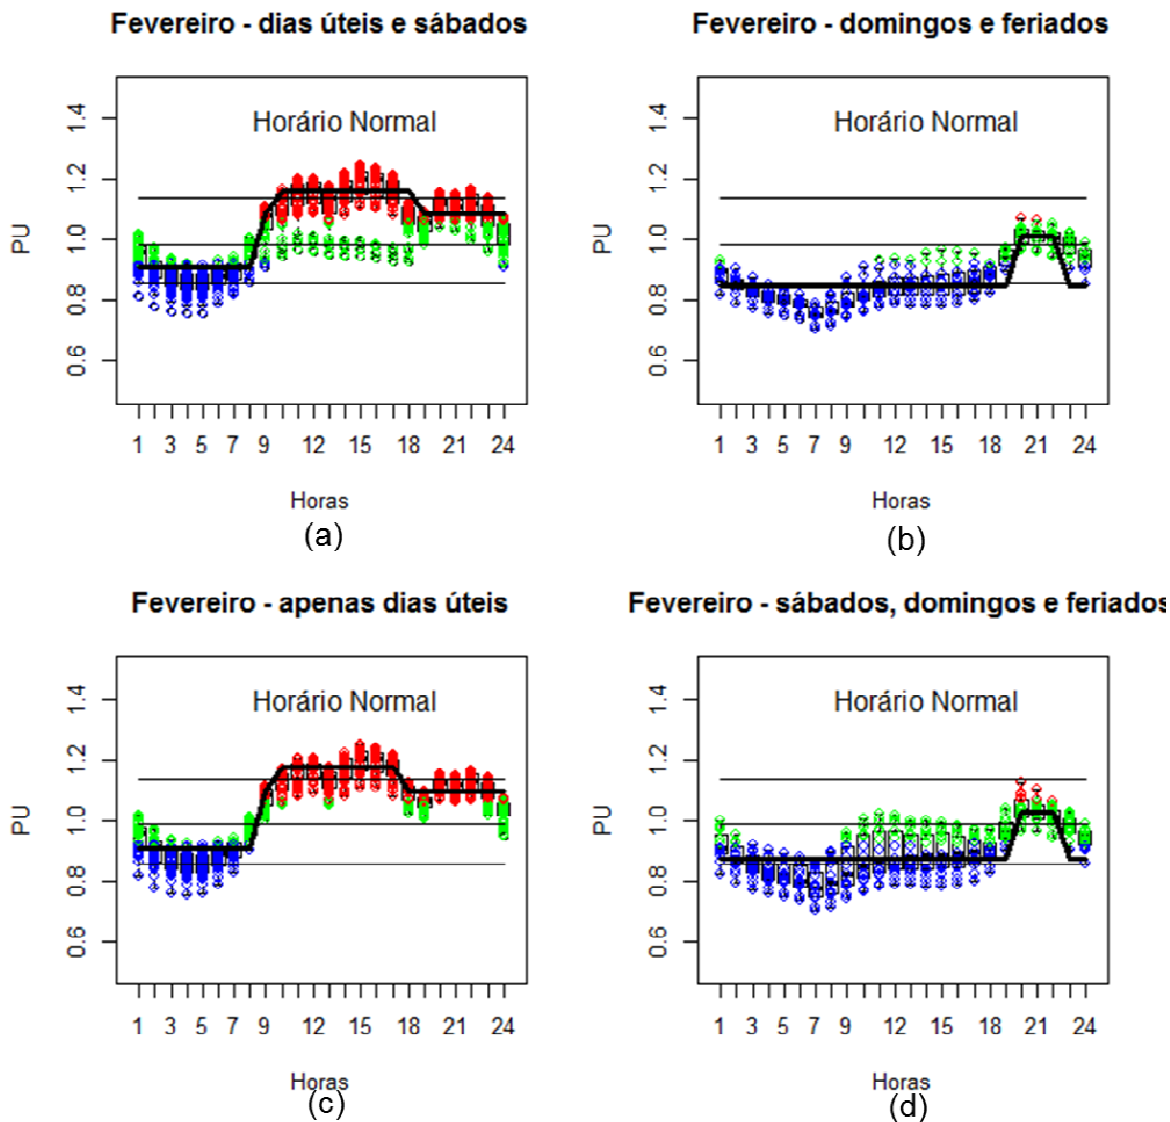 Fevereiro - dias úteis e sábados
Horário Normal
PU
1.4
1.2
1.0
0.8
0.6
1 3 5 7 9 12 15 18 21 24
Horas
(a)
Fevereiro - domingos e feriados
Horário Normal
PU
1.4
1.2
1.0
0.8
0.6
1 3 5 7 9 12 15 18 21 24
Horas
(b)
Fevereiro - apenas dias úteis
Horário Normal
PU
1.4
1.2
1.0
0.8
0.6
1 3 5 7 9 12 15 18 21 24
Horas
(c)
Fevereiro - sábados, domingos e feriados
Horário Normal
PU
1.4
1.2
1.0
0.8
0.6
1 3 5 7 9 12 15 18 21 24
Horas
(d)